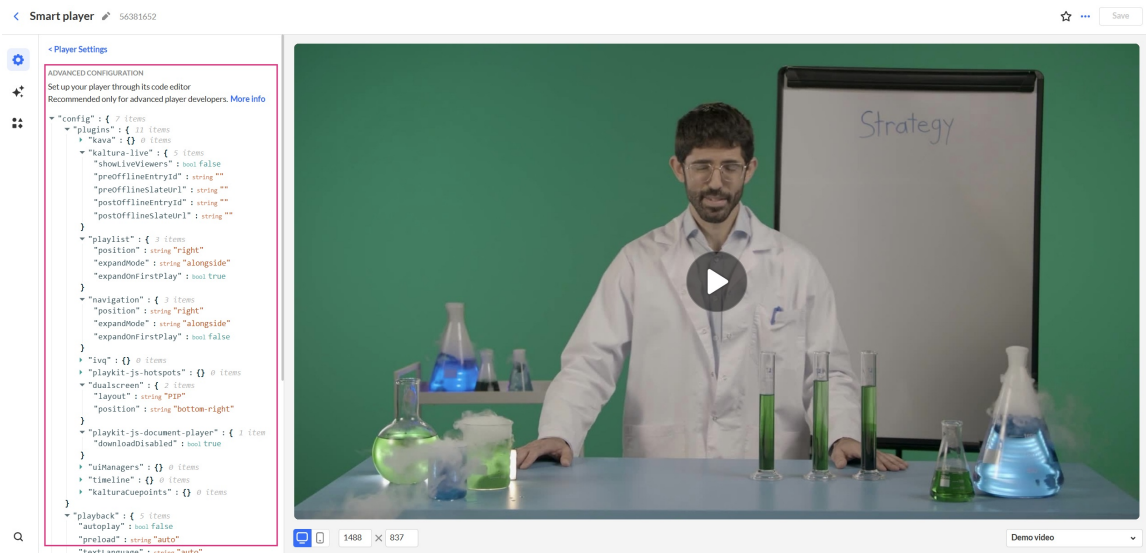 Smart player 56381652
Save
< Player Settings
ADVANCED CONFIGURATION
Set up your player through its code editor
Recommended only for advanced player developers. More info
"config" : { 7 items
"plugins" : { 11 items
"kava" : {} 0 items
"kaltura-live" : { 5 items
"showLiveViewers" : bool false
"preOfflineEntryId" : string ""
"preOfflineSlateUrl" : string ""
"postOfflineEntryId" : string ""
"postOfflineSlateUrl" : string ""
}
"playlist" : { 3 items
"position" : string "right"
"expandMode" : string "alongside"
"expandOnFirstPlay" : bool true
}
"navigation" : { 3 items
"position" : string "right"
"expandMode" : string "alongside"
"expandOnFirstPlay" : bool false
}
"ivq" : {} 0 items
"playkit-js-hotspots" : {} 0 items
"dualscreen" : { 2 items
"layout" : string "PIP"
"position" : string "bottom-right"
}
"playkit-js-document-player" : { 1 item
"downloadDisabled" : bool true
}
"uiManagers" : {} 0 items
"timeline" : {} 0 items
"kalturaCuepoints" : {} 0 items
}
"playback" : { 5 items
"autoplay" : bool false
"preload" : string "auto"
"textLanguage" : string "auto"
Strategy
1488 × 837
Demo video